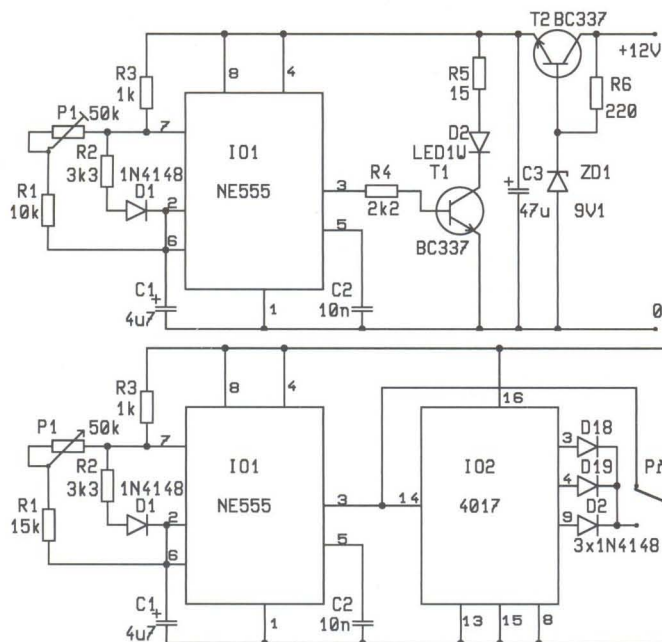 T2 BC337
+12V
R3
1k
8
4
R5
15
R6
220
P1 50k
7
R2
3k3
1N4148
D1
IO1
NE555
D2
LED1W
T1
R1
10k
2
3
R4
2k2
C3
+
47u
ZD1
9V1
6
5
BC337
C1
+
4u7
1
C2
10n
0
R3
1k
8
4
16
P1
50k
7
3
D18
R2
3k3
1N4148
D1
IO1
NE555
IO2
4017
4
D19
R1
15k
2
3
14
9
D2
3x1N4148
6
5
C1
+
4u7
1
C2
10n
13
15
8